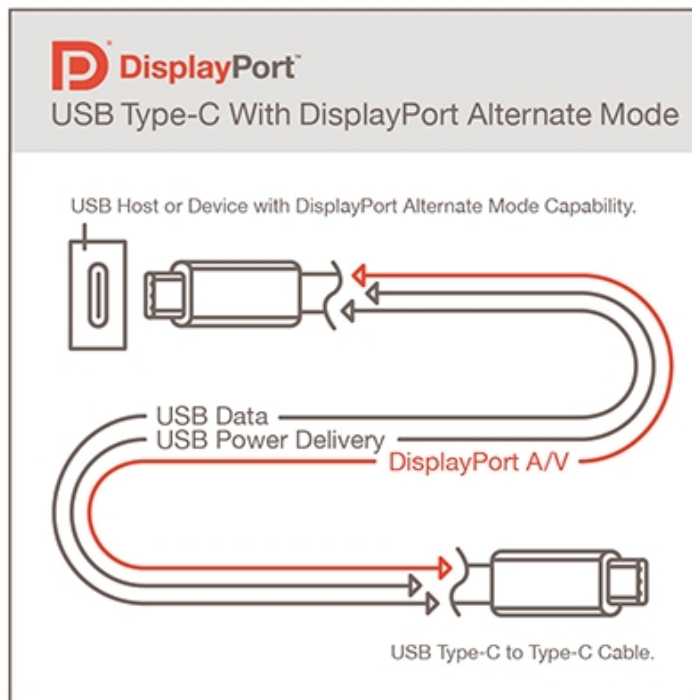 DisplayPort™
USB Type-C With DisplayPort Alternate Mode
USB Host or Device with DisplayPort Alternate Mode Capability.
USB Data
USB Power Delivery
DisplayPort A/V
USB Type-C to Type-C Cable.